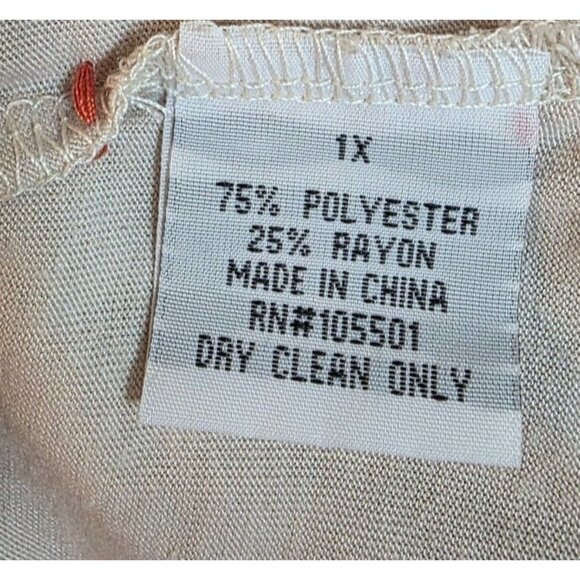 1X
75% POLYESTER
25% RAYON
MADE IN CHINA
RN#105501
DRY CLEAN ONLY